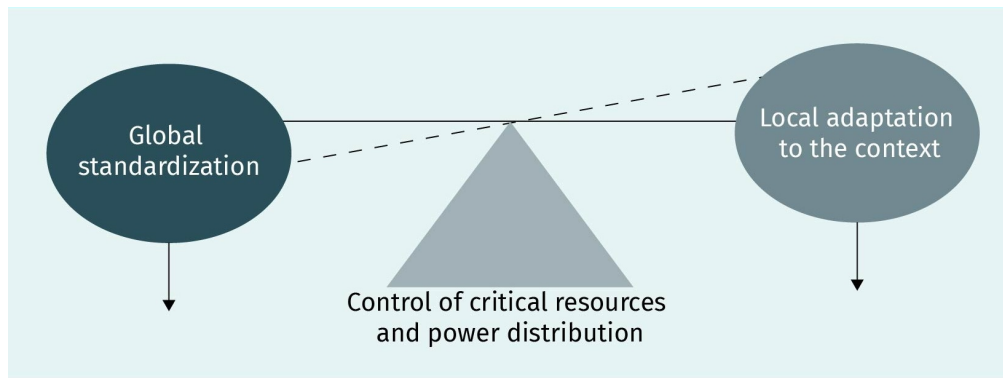 Global
standardization
Local adaptation
to the context
Control of critical resources
and power distribution